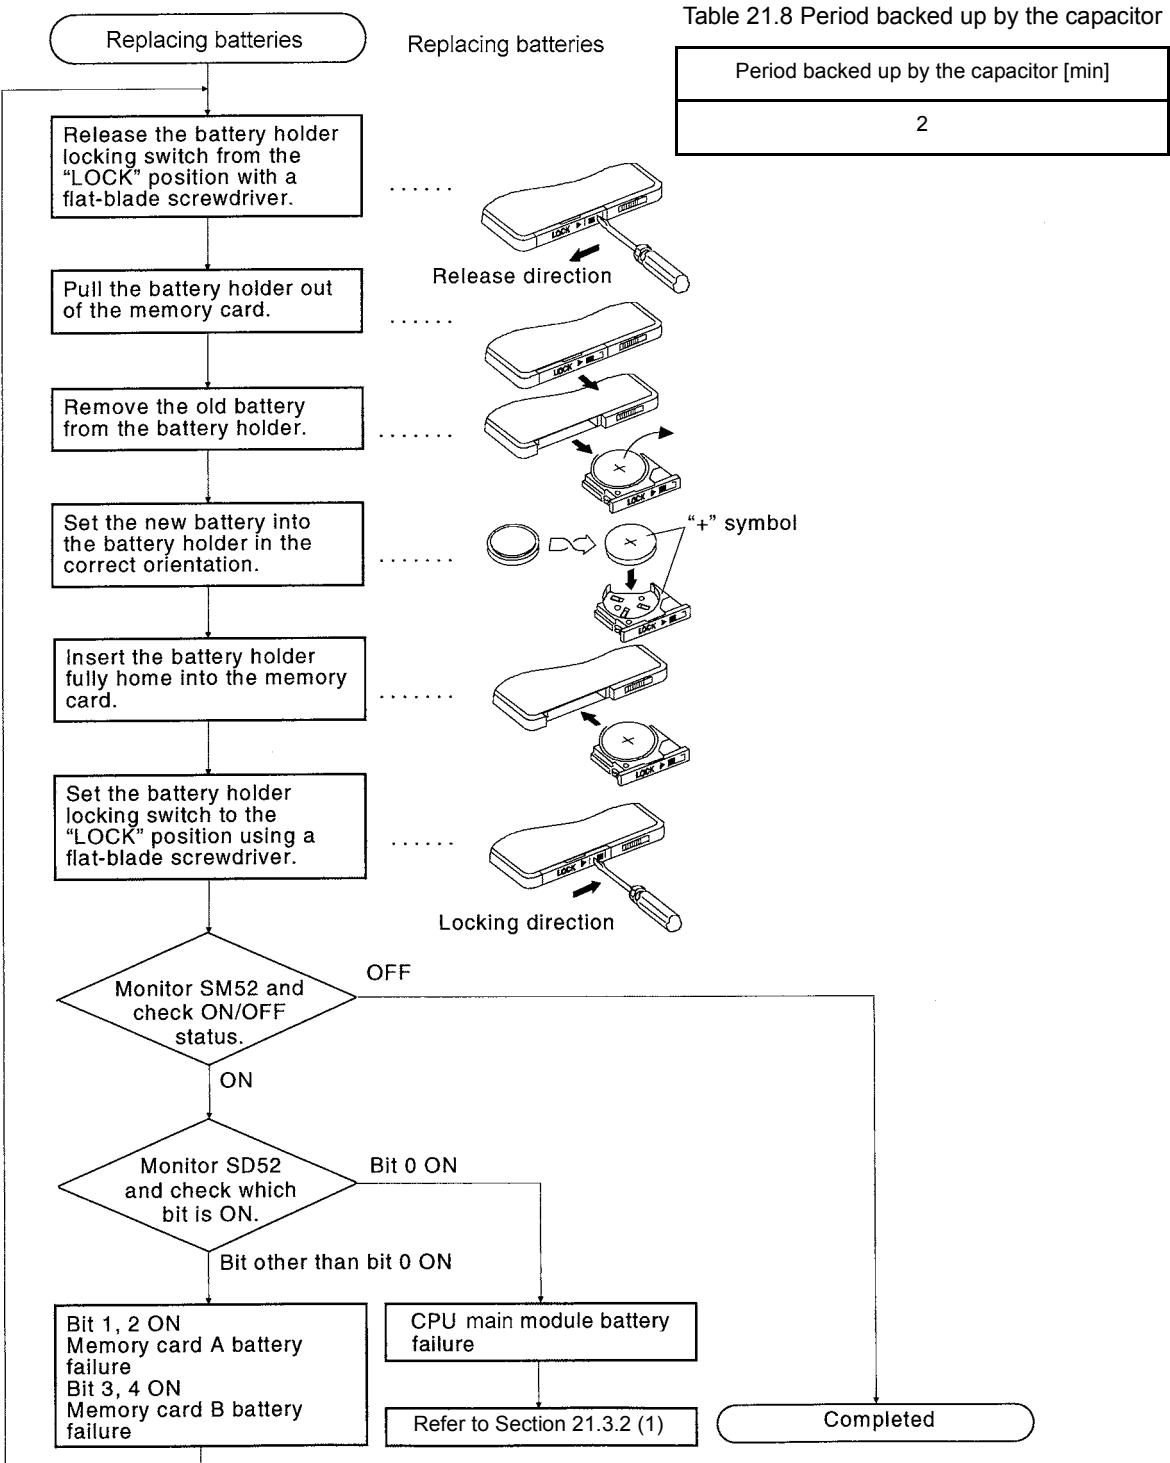 Table 21.8 Period backed up by the capacitor
Period backed up by the capacitor [min]
2
Replacing batteries
Replacing batteries
Release the battery holder
locking switch from the
“LOCK” position with a
flat-blade screwdriver.
LOCK
Release direction
Pull the battery holder out
of the memory card.
LOCK
Remove the old battery
from the battery holder.
+
LOCK
Set the new battery into
the battery holder in the
correct orientation.
+
“+” symbol
LOCK
Insert the battery holder
fully home into the memory
card.
+
LOCK
Set the battery holder
locking switch to the
“LOCK” position using a
flat-blade screwdriver.
LOCK
Locking direction
Monitor SM52 and
check ON/OFF
status.
OFF
ON
Monitor SD52
and check which
bit is ON.
Bit 0 ON
Bit other than bit 0 ON
Bit 1, 2 ON
Memory card A battery
failure
Bit 3, 4 ON
Memory card B battery
failure
CPU main module battery
failure
Refer to Section 21.3.2 (1)
Completed